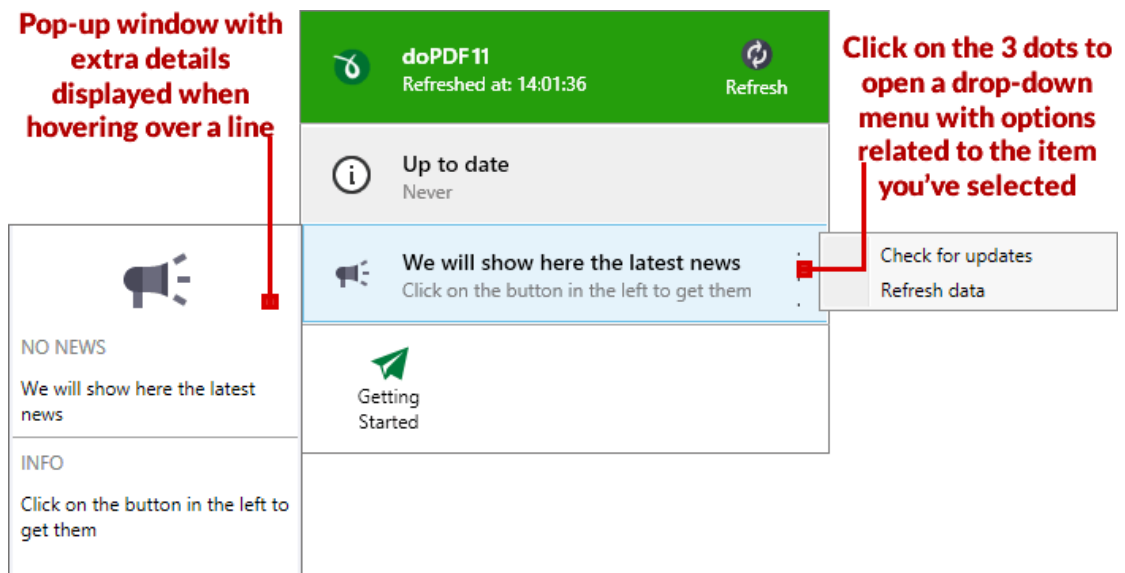 Pop-up window with
extra details
displayed when
hovering over a line
doPDF 11
Refreshed at: 14:01:36
Refresh
Click on the 3 dots to
open a drop-down
menu with options
related to the item
you've selected
Up to date
Never
We will show here the latest news
Click on the button in the left to get them
Check for updates
Refresh data
NO NEWS
We will show here the latest
news
INFO
Click on the button in the left to
get them
Getting
Started